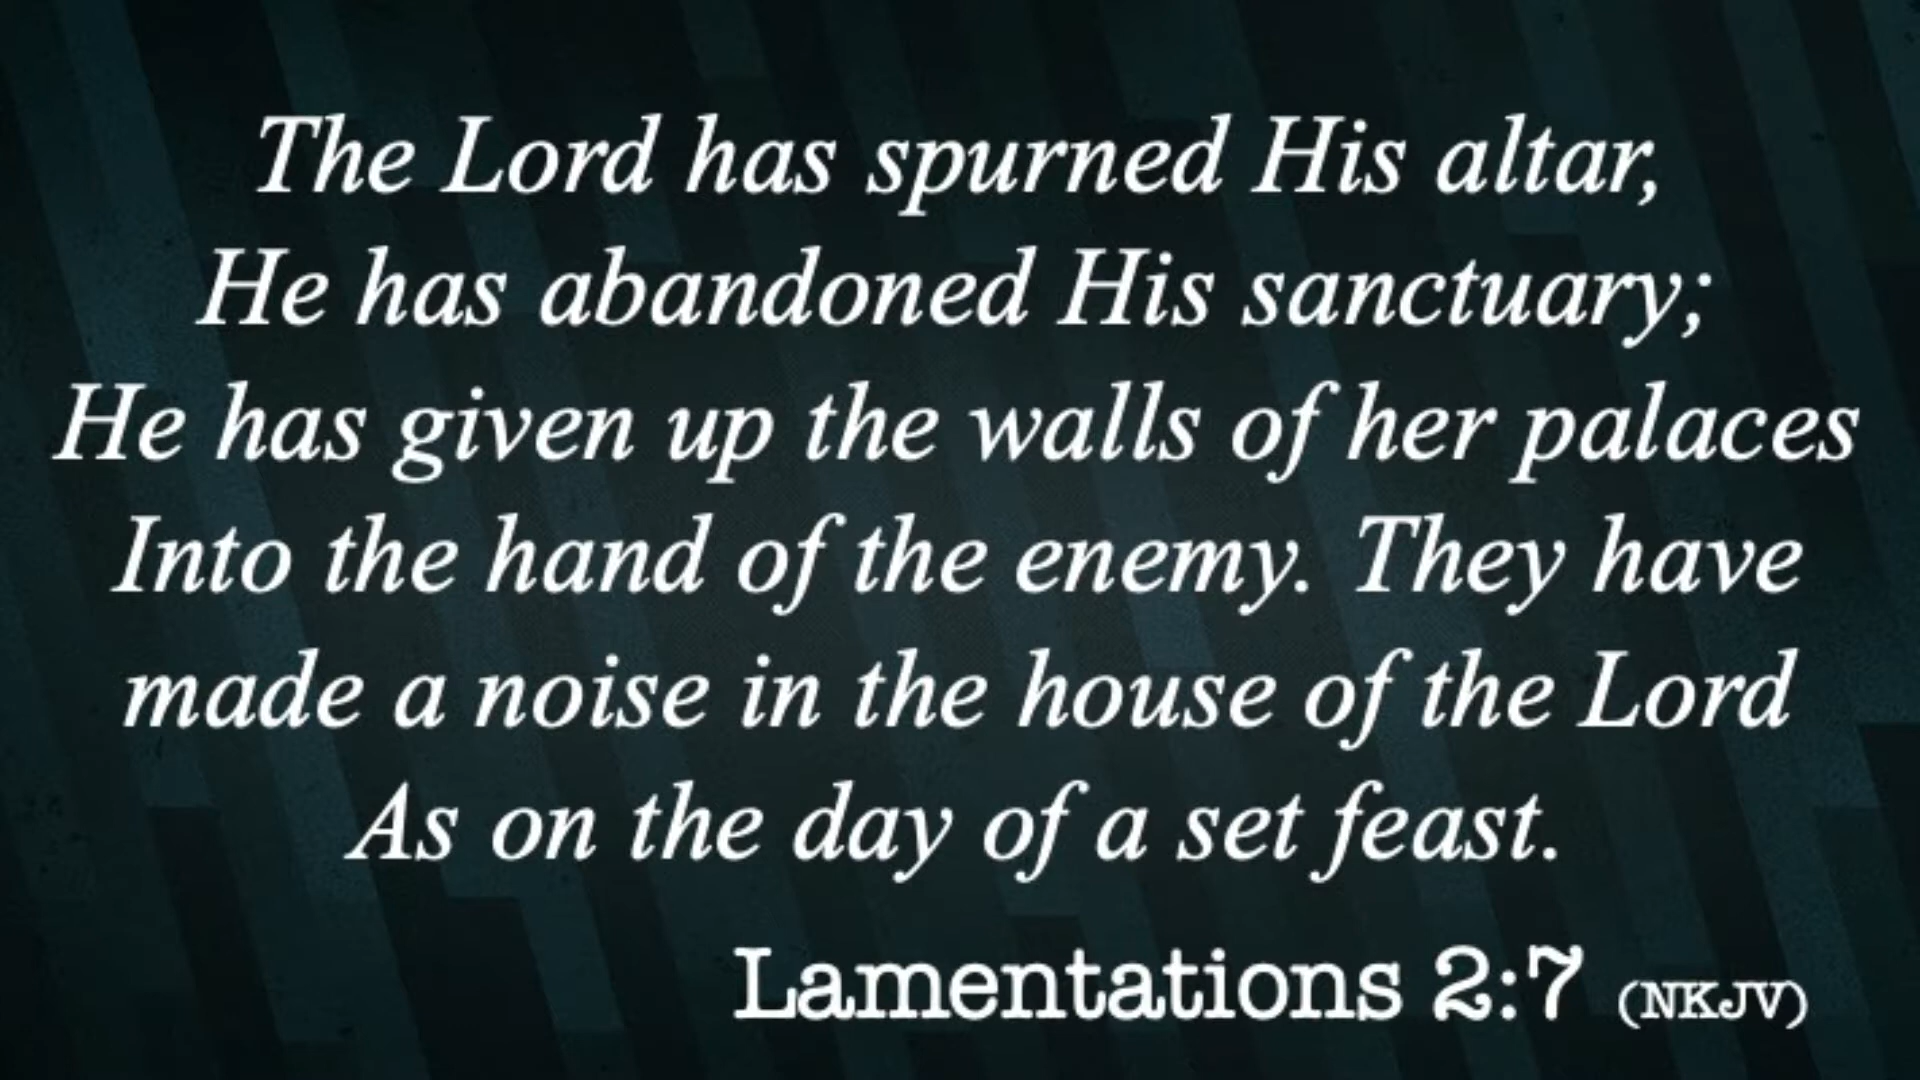 The Lord has spurned His altar,
He has abandoned His sanctuary;
He has given up the walls of her palaces
Into the hand of the enemy. They have
made a noise in the house of the Lord
As on the day of a set feast.
Lamentations 2:7 (NKJV)